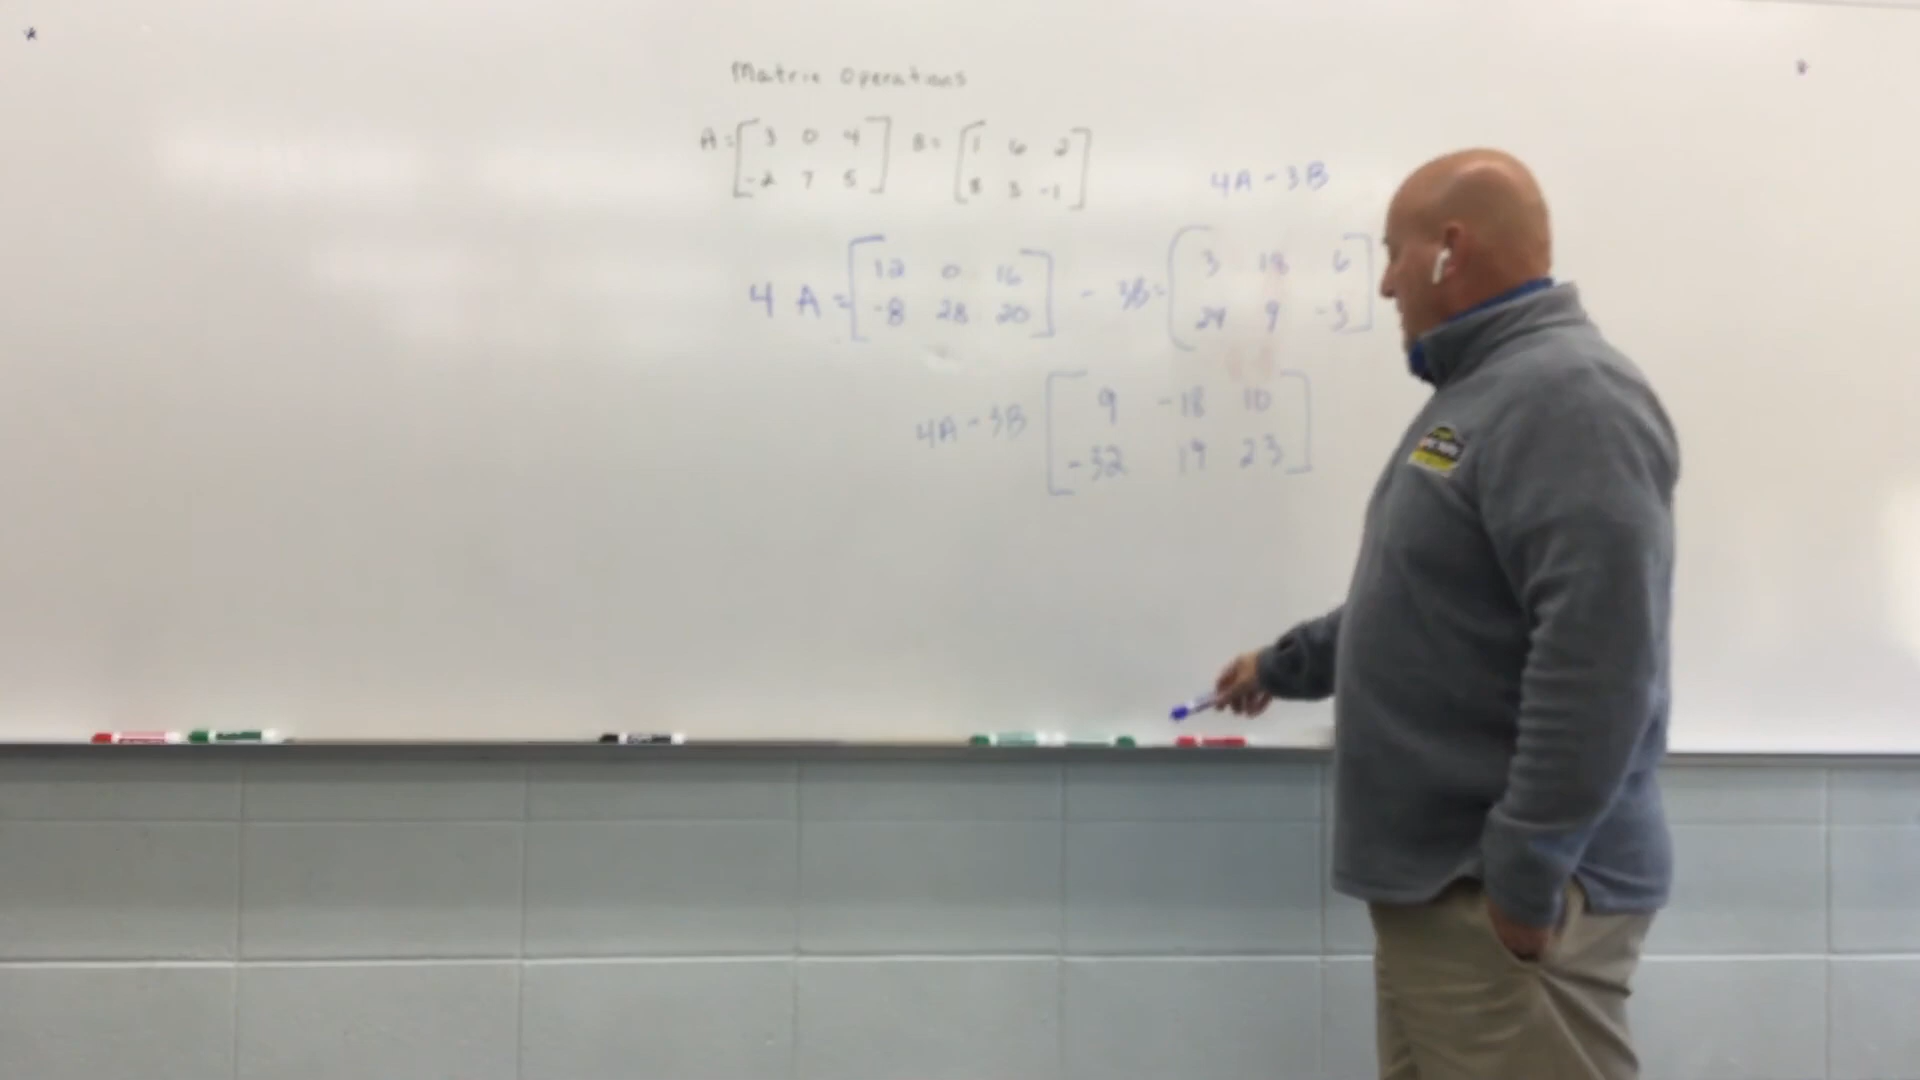 Matrix Operations
A = [ 3 0 4 B = [ 1 6 2 ]
-2 7 5 ] 8 3 -1
4A - 3B
4 A = [ 12 0 16 ] - 3B = [ 3 18 6 ]
-8 28 20 24 9 -3
4A - 3B [ 9 -18 10 ]
-32 19 23